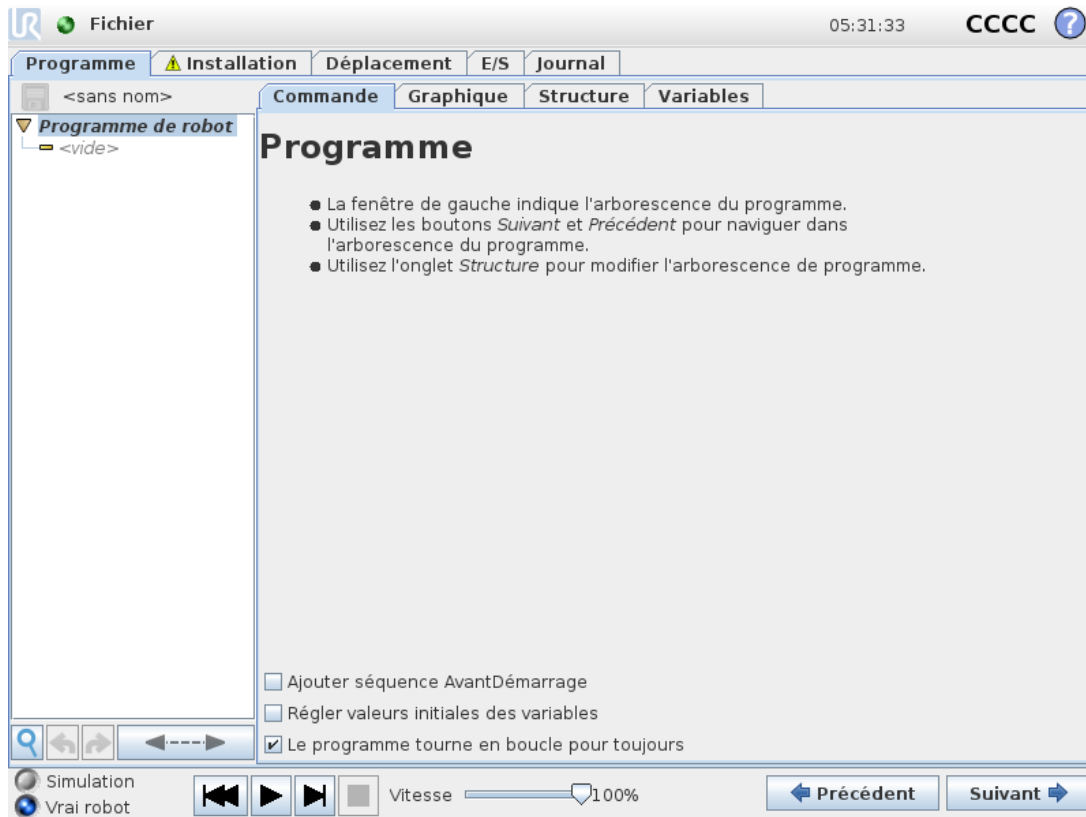 UR Fichier 05:31:33 CCCC ?
Programme Installation Déplacement E/S Journal
<sans nom> Commande Graphique Structure Variables
Programme de robot
<vide>
Programme
La fenêtre de gauche indique l'arborescence du programme.
Utilisez les boutons Suivant et Précédent pour naviguer dans
l'arborescence du programme.
Utilisez l'onglet Structure pour modifier l'arborescence de programme.
Ajouter séquence AvantDémarrage
Régler valeurs initiales des variables
Le programme tourne en boucle pour toujours
Simulation
Vrai robot
Vitesse 100% Précédent Suivant